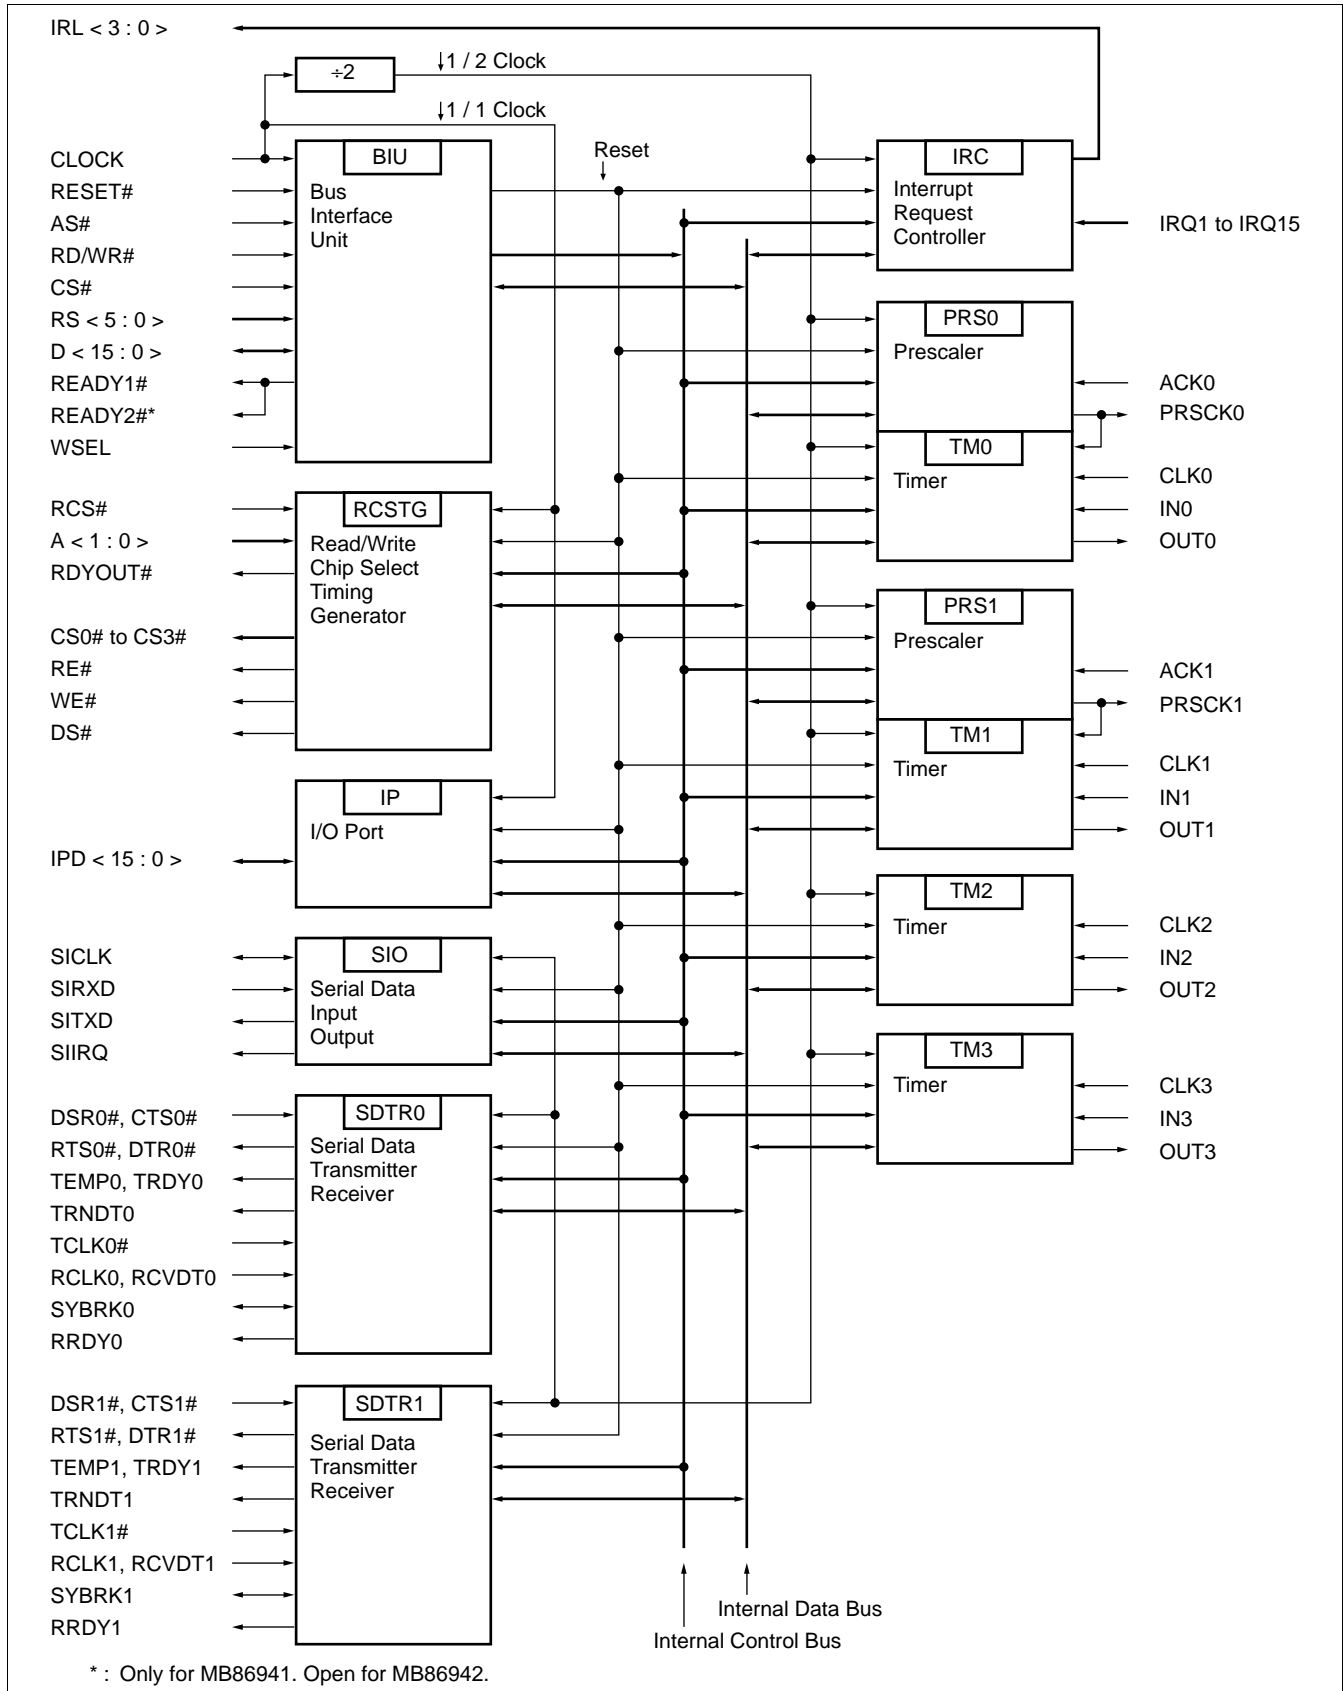 IRL < 3 : 0 >
÷2
↓1 / 2 Clock
↓1 / 1 Clock
CLOCK
RESET#
AS#
RD/WR#
CS#
RS < 5 : 0 >
D < 15 : 0 >
READY1#
READY2#*
WSEL
BIU
Bus
Interface
Unit
Reset
IRC
Interrupt
Request
Controller
IRQ1 to IRQ15
PRS0
Prescaler
ACK0
PRSCK0
TM0
Timer
CLK0
IN0
OUT0
RCS#
A < 1 : 0 >
RDYOUT#
CS0# to CS3#
RE#
WE#
DS#
RCSTG
Read/Write
Chip Select
Timing
Generator
PRS1
Prescaler
ACK1
PRSCK1
TM1
Timer
CLK1
IN1
OUT1
IP
I/O Port
IPD < 15 : 0 >
TM2
Timer
CLK2
IN2
OUT2
SICLK
SIRXD
SITXD
SIIRQ
SIO
Serial Data
Input
Output
TM3
Timer
CLK3
IN3
OUT3
DSR0#, CTS0#
RTS0#, DTR0#
TEMP0, TRDY0
TRNDT0
TCLK0#
RCLK0, RCVDT0
SYBRK0
RRDY0
SDTR0
Serial Data
Transmitter
Receiver
DSR1#, CTS1#
RTS1#, DTR1#
TEMP1, TRDY1
TRNDT1
TCLK1#
RCLK1, RCVDT1
SYBRK1
RRDY1
SDTR1
Serial Data
Transmitter
Receiver
Internal Data Bus
Internal Control Bus
* : Only for MB86941. Open for MB86942.